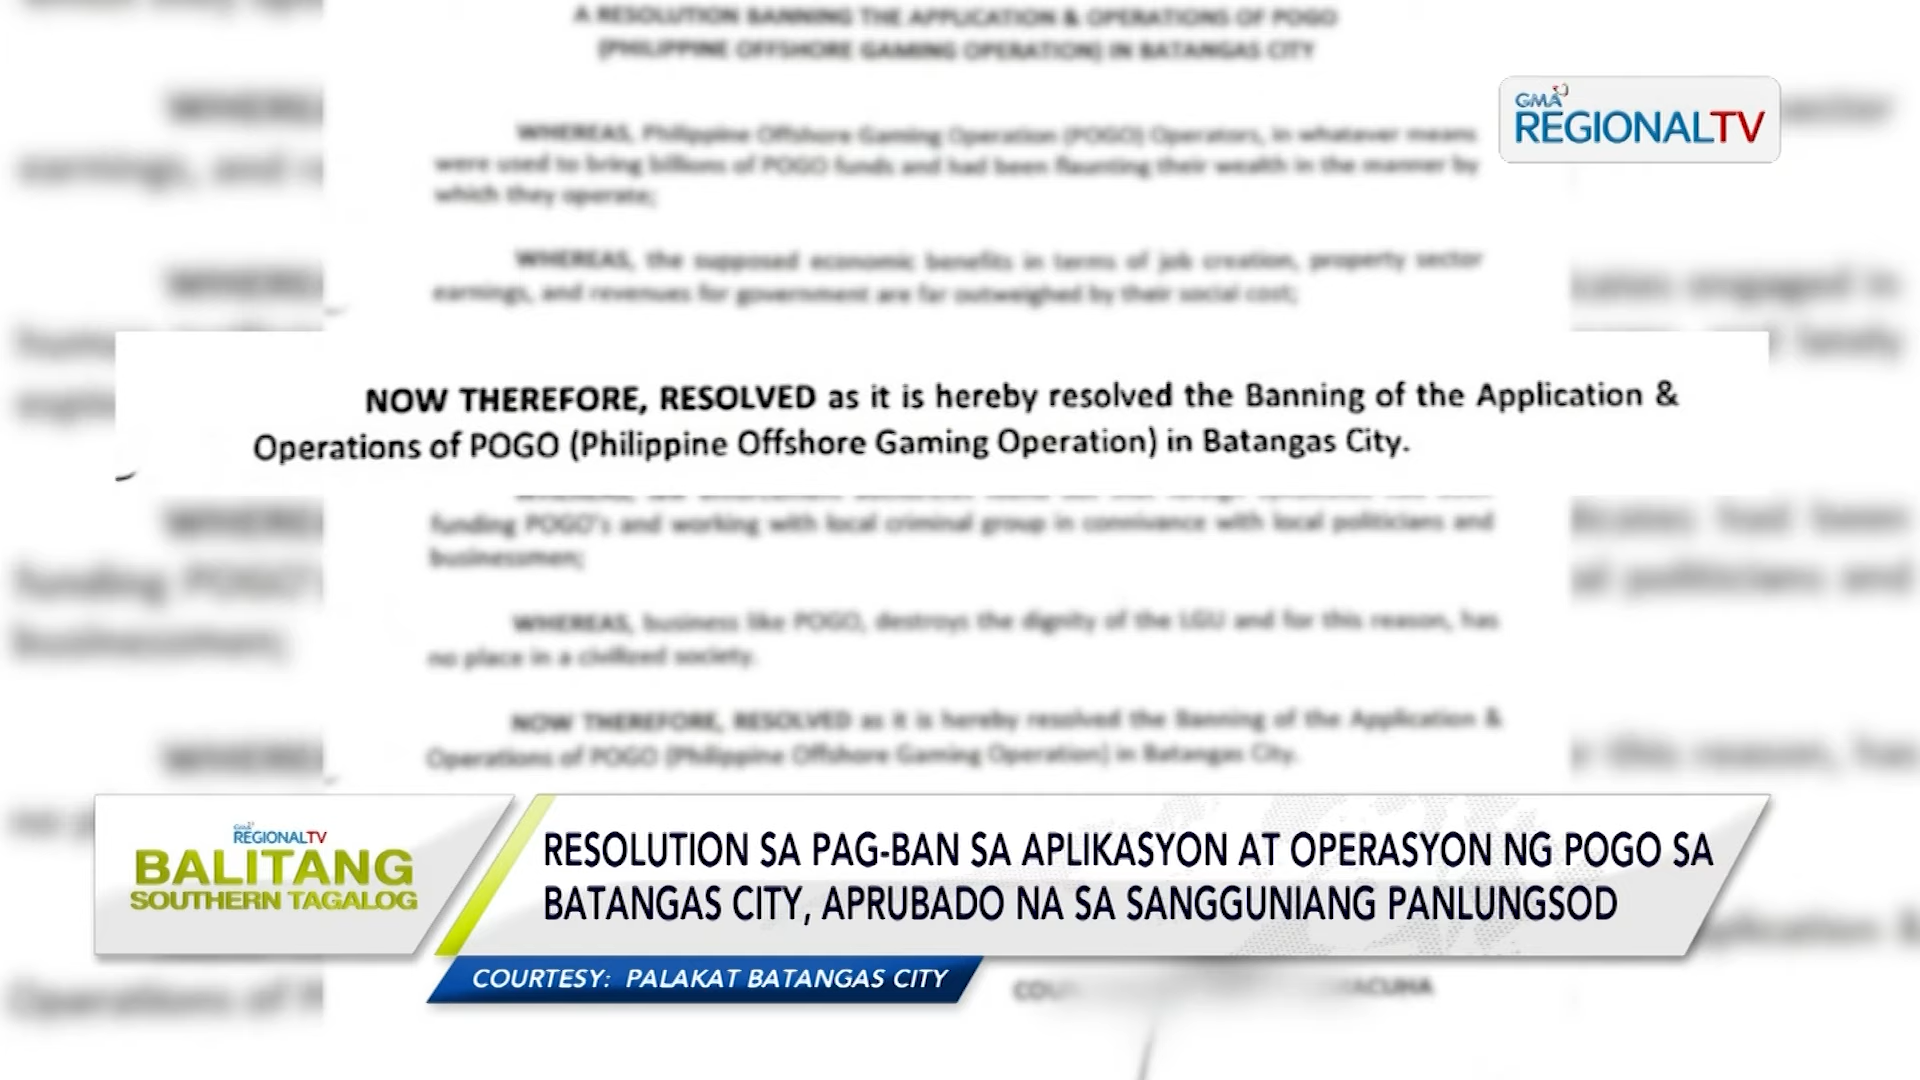 A RESOLUTION BANNING THE APPLICATION & OPERATIONS OF POGO
(PHILIPPINE OFFSHORE GAMING OPERATION) IN BATANGAS CITY
GMA
REGIONALTV
WHEREAS, Philippine Offshore Gaming Operation (POGO) Operators, in whatever means
were used to bring billions of POGO funds and had been flaunting their wealth in the manner by
which they operate;
WHEREAS, the supposed economic benefits in terms of job creation, property sector
earnings, and revenues for government are far outweighed by their social cost;
NOW THEREFORE, RESOLVED as it is hereby resolved the Banning of the Application &
Operations of POGO (Philippine Offshore Gaming Operation) in Batangas City.
funding POGO's and working with local criminal group in connivance with local politicians and
businessmen;
WHEREAS, business like POGO, destroys the dignity of the LGU and for this reason, has
no place in a civilized society.
NOW THEREFORE, RESOLVED as it is hereby resolved the Banning of the Application &
Operations of POGO (Philippine Offshore Gaming Operation) in Batangas City.
GMA
REGIONALTV
BALITANG
SOUTHERN TAGALOG
RESOLUTION SA PAG-BAN SA APLIKASYON AT OPERASYON NG POGO SA
BATANGAS CITY, APRUBADO NA SA SANGGUNIANG PANLUNGSOD
COURTESY: PALAKAT BATANGAS CITY